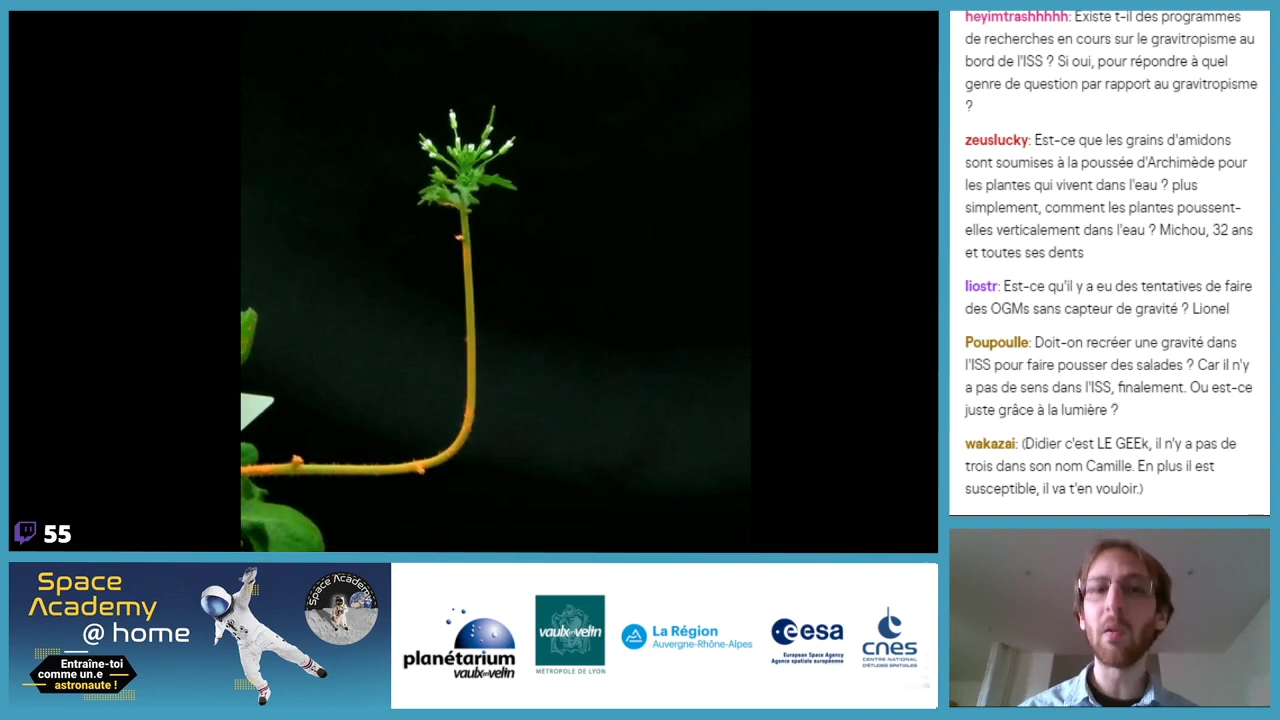 heyimtrashhhhh: Existe t-il des programmes
de recherches en cours sur le gravitropisme au
bord de l'ISS ? Si oui, pour répondre à quel
genre de question par rapport au gravitropisme
?
zeuslucky: Est-ce que les grains d'amidons
sont soumises à la poussée d'Archimède pour
les plantes qui vivent dans l'eau ? plus
simplement, comment les plantes poussent-
elles verticalement dans l'eau ? Michou, 32 ans
et toutes ses dents
liostr: Est-ce qu'il y a eu des tentatives de faire
des OGMs sans capteur de gravité ? Lionel
Poupoulle: Doit-on recréer une gravité dans
l'ISS pour faire pousser des salades ? Car il n'y
a pas de sens dans l'ISS, finalement. Ou est-ce
juste grâce à la lumière ?
wakazai: (Didier c'est LE GEEk, il n'y a pas de
trois dans son nom Camille. En plus il est
susceptible, il va t'en vouloir.)
55
Space
Academy
@ home
Entraîne-toi
comme un.e
astronaute !
Space Academy
planétarium
vaulx en velin
vaulx en velin
MÉTROPOLE DE LYON
La Région
Auvergne-Rhône-Alpes
esa
European Space Agency
Agence spatiale européenne
cnes
CENTRE NATIONAL
D'ÉTUDES SPATIALES